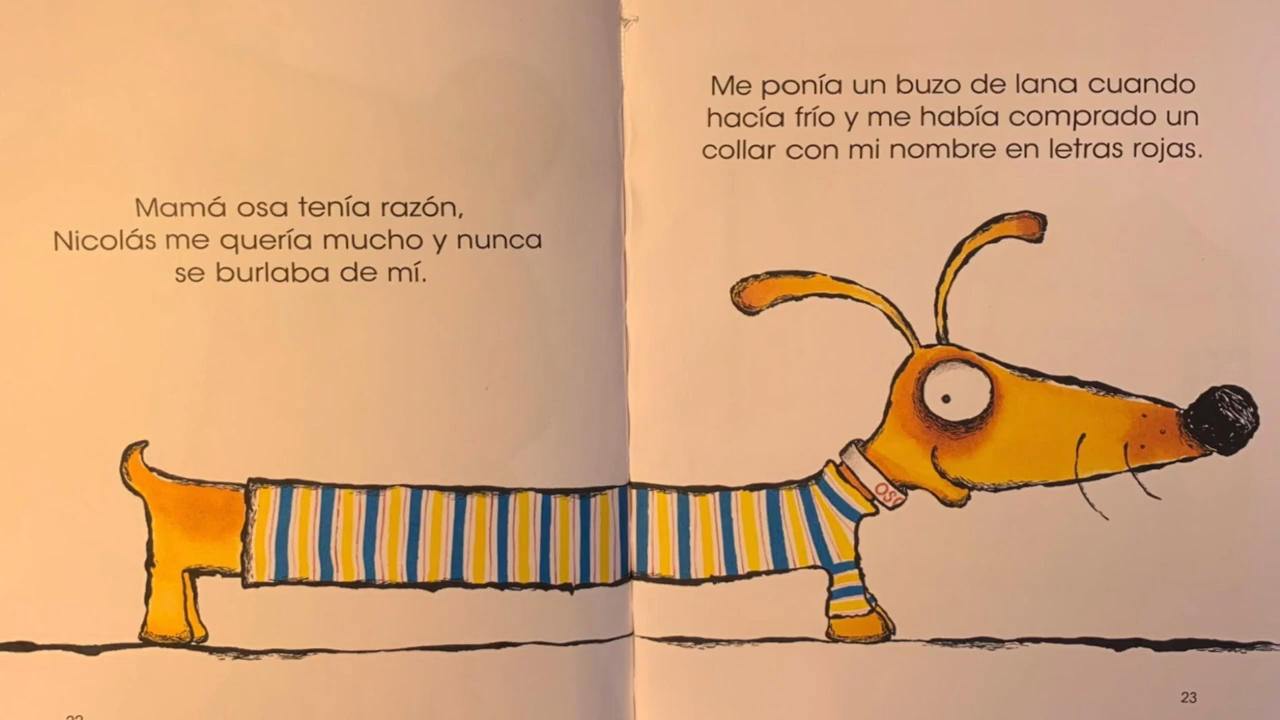 Mamá osa tenía razón,
Nicolás me quería mucho y nunca
se burlaba de mí.
Me ponía un buzo de lana cuando
hacía frío y me había comprado un
collar con mi nombre en letras rojas.
OSO
23